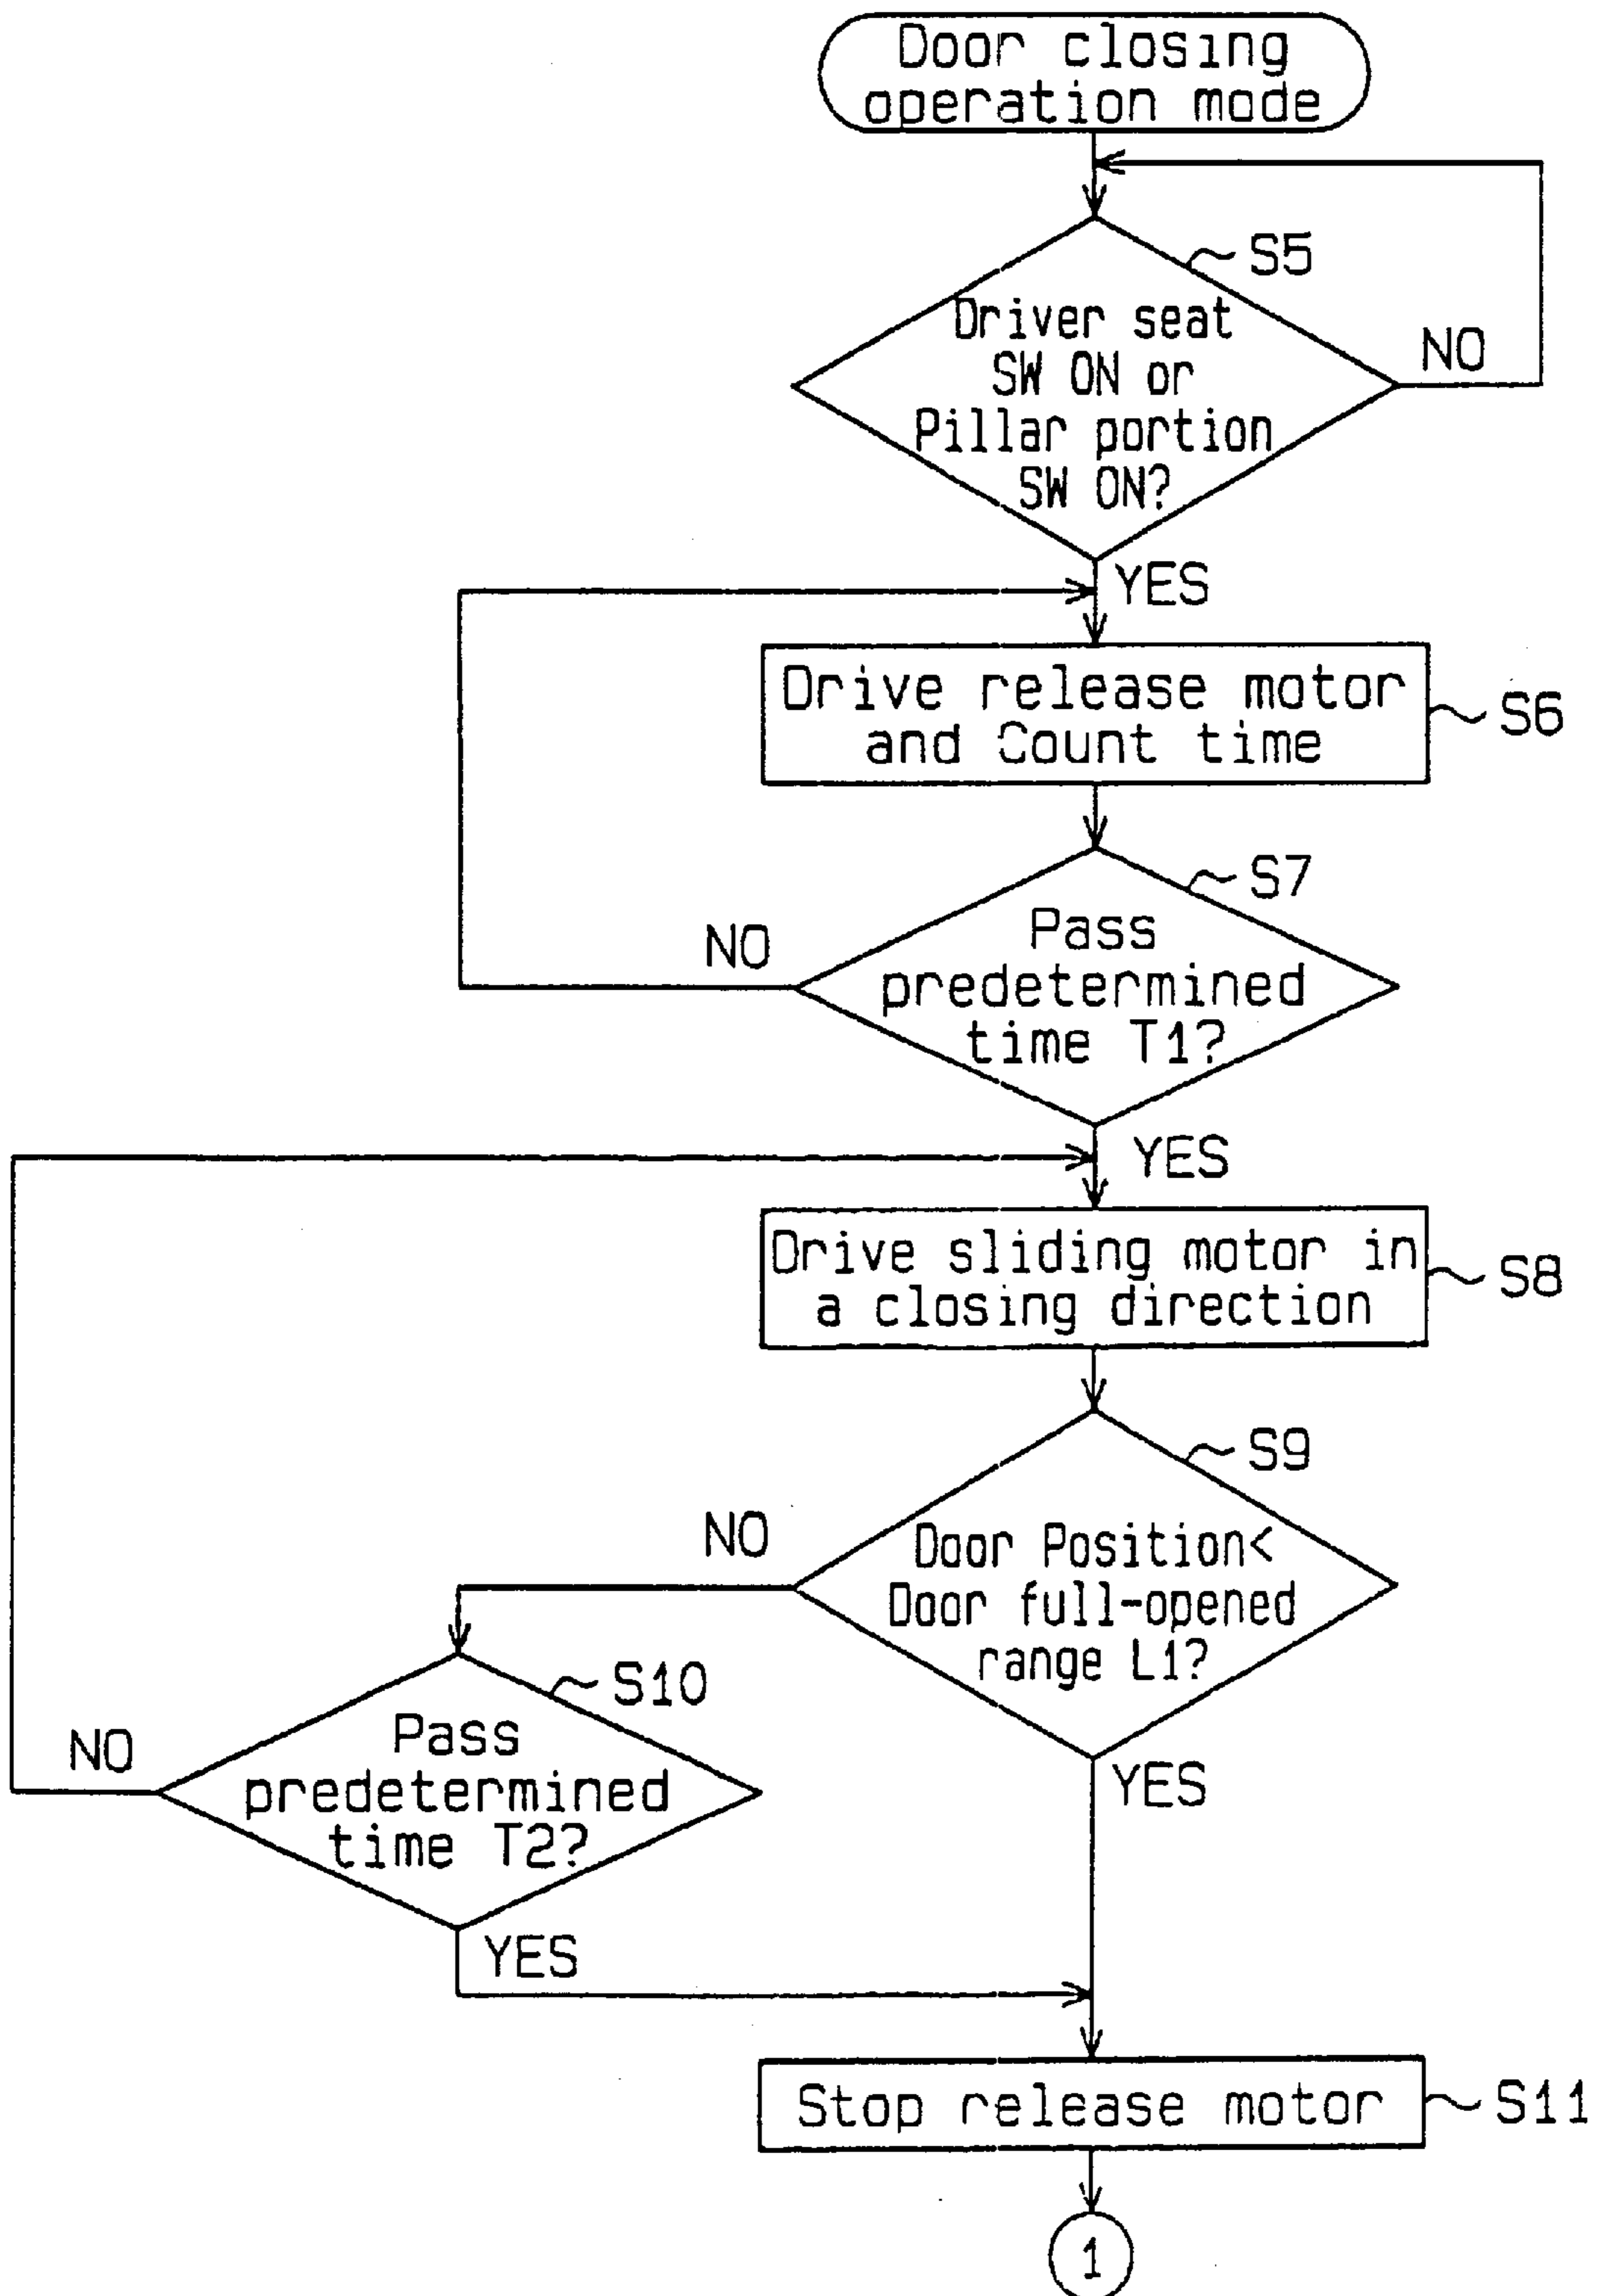 Door closing
operation mode
S5
Driver seat
SW ON or
Pillar portion
SW ON?
NO
YES
Drive release motor
and Count time
S6
S7
Pass
predetermined
time T1?
NO
YES
Drive sliding motor in
a closing direction
S8
S9
Door Position<
Door full-opened
range L1?
NO
YES
S10
Pass
predetermined
time T2?
NO
YES
Stop release motor
S11
1